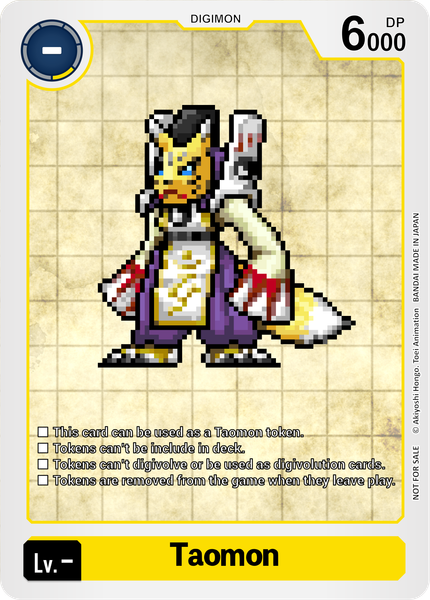 DIGIMON
-
DP
6000
☐ This card can be used as a Taomon token.
☐ Tokens can't be include in deck.
☐ Tokens can't digivolve or be used as digivolution cards.
☐ Tokens are removed from the game when they leave play.
NOT FOR SALE © Akiyoshi Hongo. Toei Animation BANDAI MADE IN JAPAN
Lv.-
Taomon